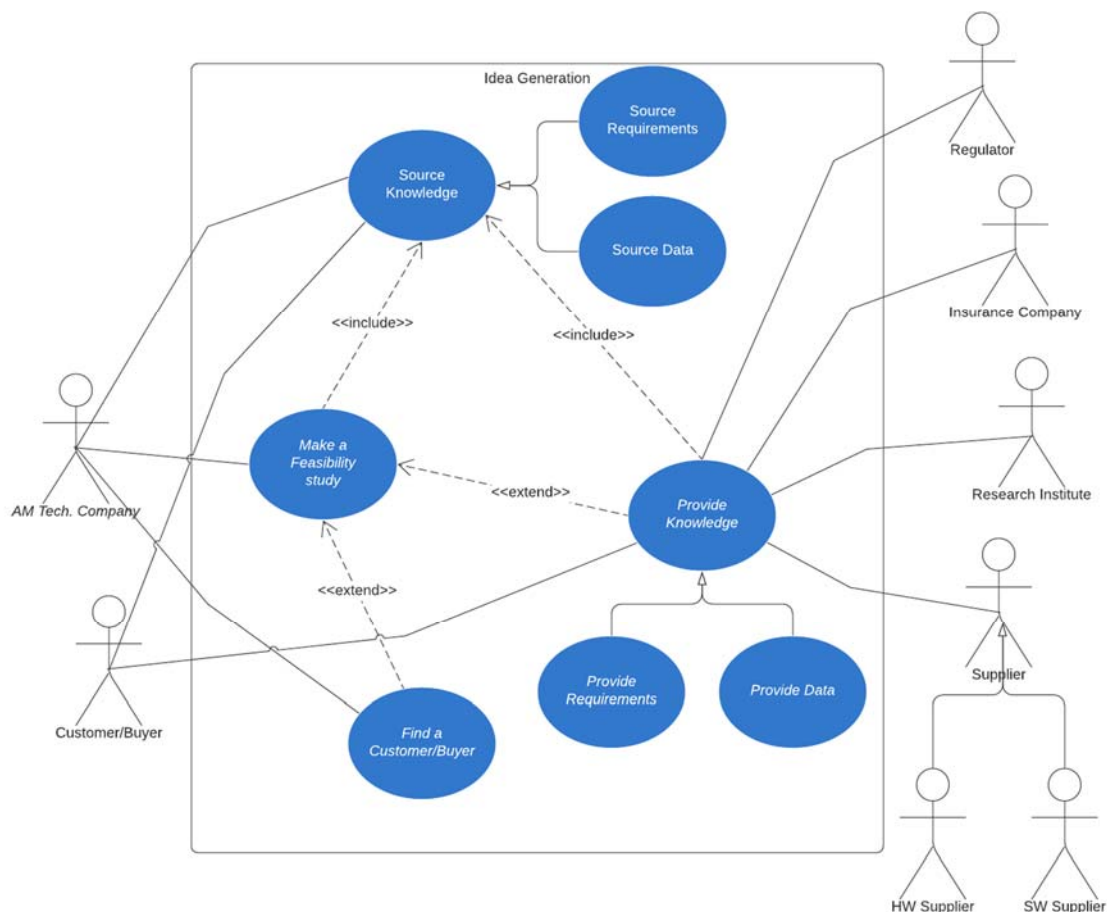 Idea Generation
Source
Requirements
Regulator
Source
Knowledge
Source Data
Insurance Company
<<include>>
<<include>>
Make a
Feasibility
study
AM Tech. Company
<<extend>>
Research Institute
Provide
Knowledge
<<extend>>
Supplier
Provide
Requirements
Provide Data
Customer/Buyer
Find a
Customer/Buyer
HW Supplier
SW Supplier